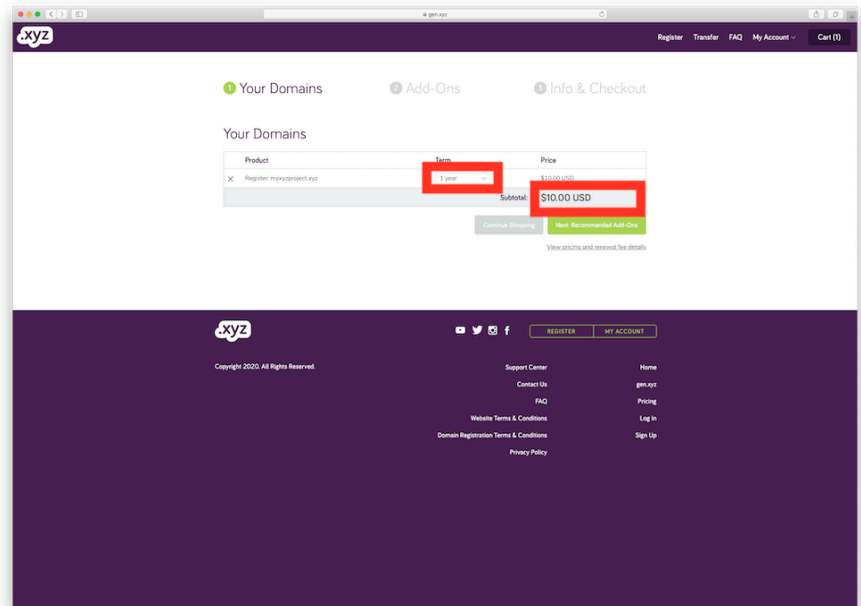 gen.xyz
.xyz
Register Transfer FAQ My Account Cart (1)
1 Your Domains 2 Add-Ons 3 Info & Checkout
Your Domains
Product Term Price
Register: myxyzproject.xyz 1 year $10.00 USD
Subtotal: $10.00 USD
Continue Shopping Next: Recommended Add-Ons
View pricing and renewal fee details
.xyz
REGISTER MY ACCOUNT
Copyright 2020. All Rights Reserved.
Support Center Home
Contact Us gen.xyz
FAQ Pricing
Website Terms & Conditions Log In
Domain Registration Terms & Conditions Sign Up
Privacy Policy